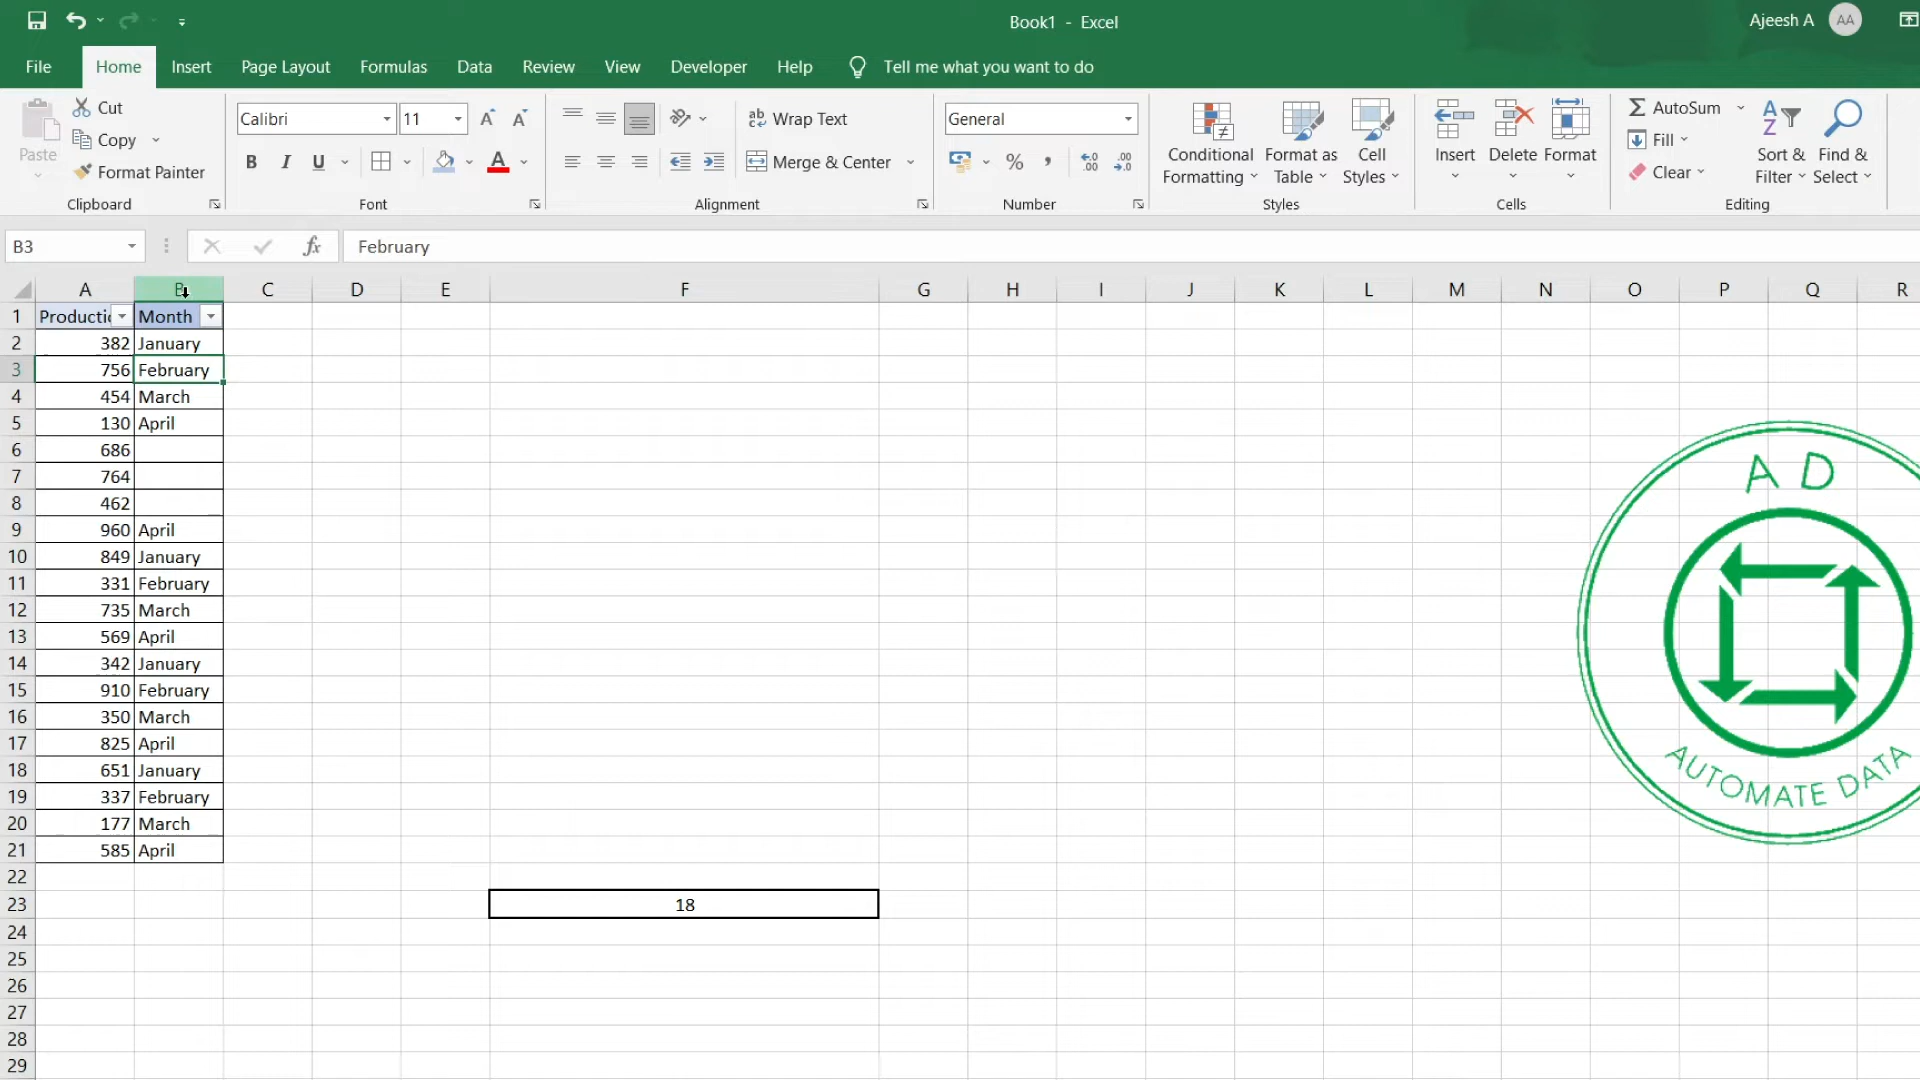 Book1 - Excel
Ajeesh A AA
File Home Insert Page Layout Formulas Data Review View Developer Help Tell me what you want to do
Paste
Cut
Copy
Format Painter
Clipboard
Calibri 11
B I U A
Font
Wrap Text
Merge & Center
Alignment
General
%
Number
Conditional Formatting
Format as Table
Cell Styles
Styles
Insert Delete Format
Cells
AutoSum
Fill
Clear
Sort & Filter
Find & Select
Editing
B3 fx February
A B C D E F G H I J K L M N O P Q R
1 Productio Month
2 382 January
3 756 February
4 454 March
5 130 April
6 686
7 764
8 462
9 960 April
10 849 January
11 331 February
12 735 March
13 569 April
14 342 January
15 910 February
16 350 March
17 825 April
18 651 January
19 337 February
20 177 March
21 585 April
22
23 18
24
25
26
27
28
29
A D
AUTOMATE DATA